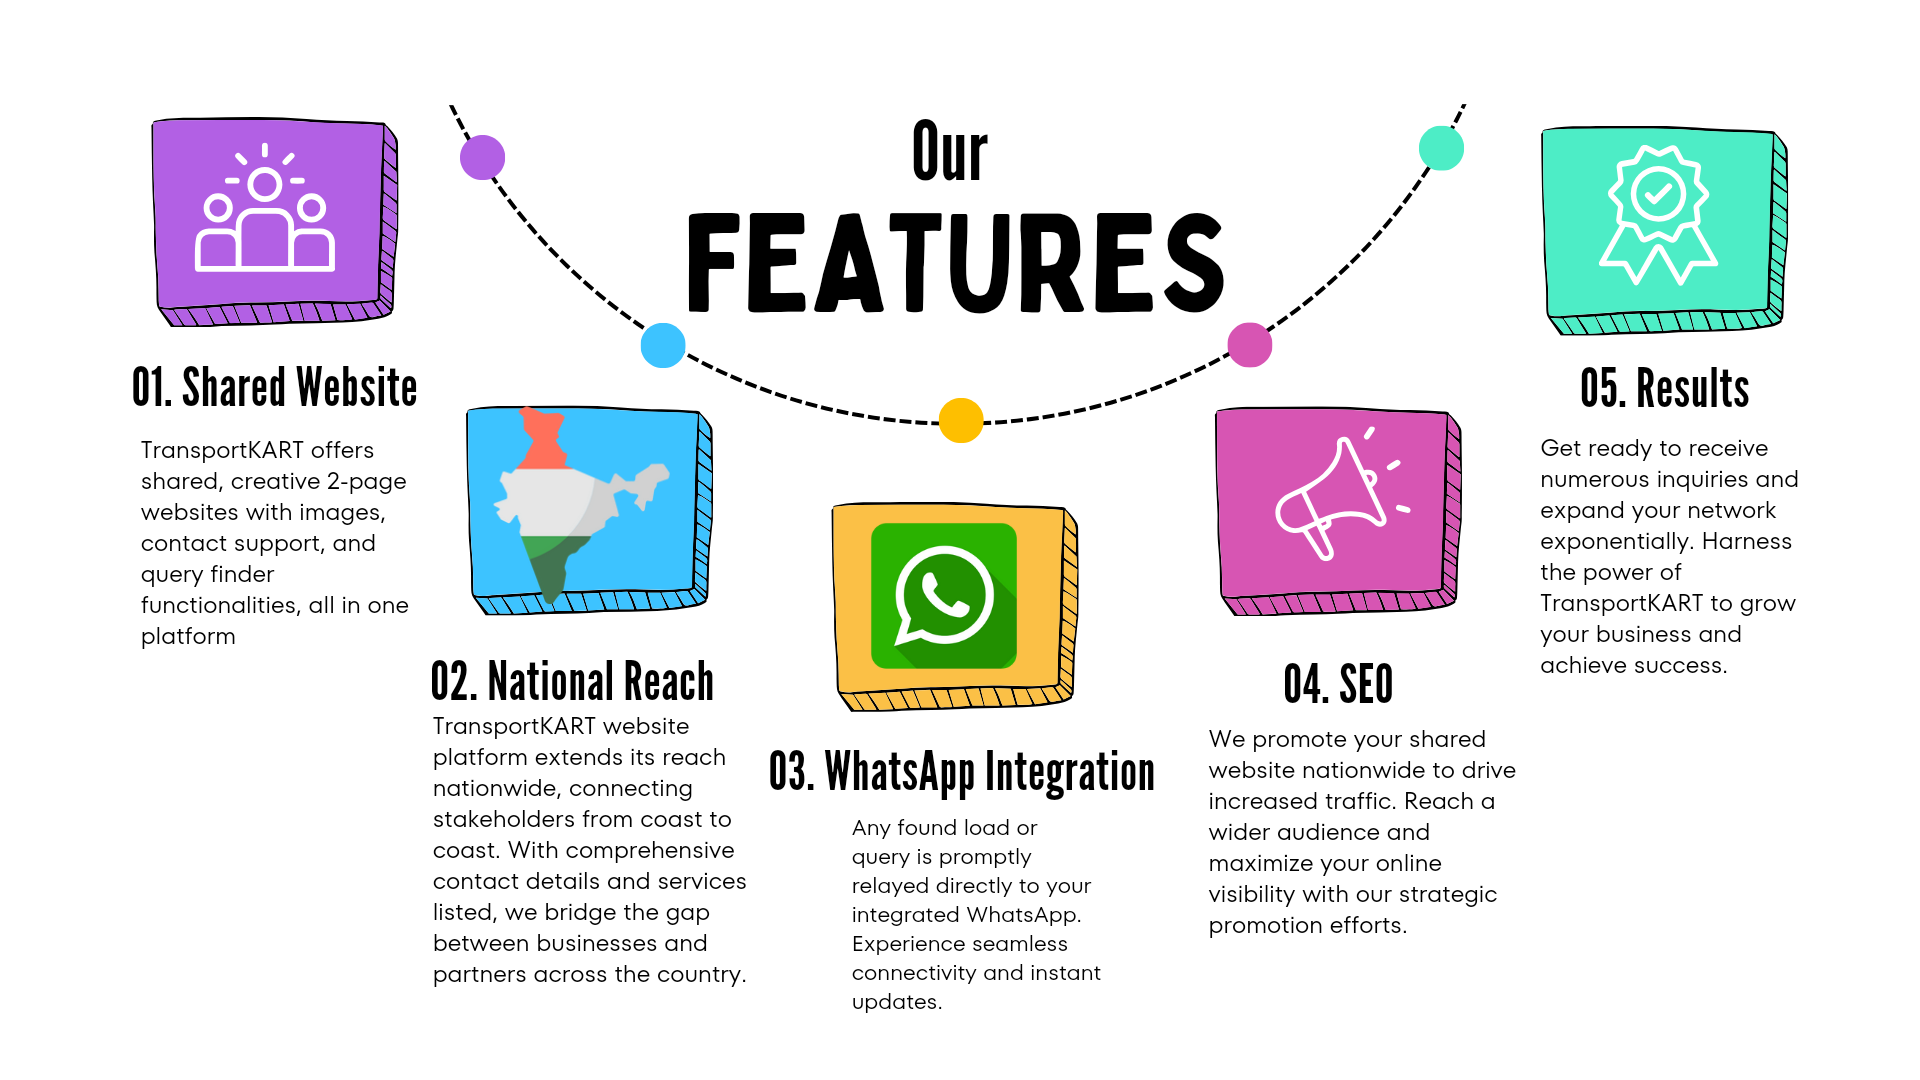 Our
FEATURES
01. Shared Website
TransportKART offers
shared, creative 2-page
websites with images,
contact support, and
query finder
functionalities, all in one
platform
02. National Reach
TransportKART website
platform extends its reach
nationwide, connecting
stakeholders from coast to
coast. With comprehensive
contact details and services
listed, we bridge the gap
between businesses and
partners across the country.
03. WhatsApp Integration
Any found load or
query is promptly
relayed directly to your
integrated WhatsApp.
Experience seamless
connectivity and instant
updates.
04. SEO
We promote your shared
website nationwide to drive
increased traffic. Reach a
wider audience and
maximize your online
visibility with our strategic
promotion efforts.
05. Results
Get ready to receive
numerous inquiries and
expand your network
exponentially. Harness
the power of
TransportKART to grow
your business and
achieve success.